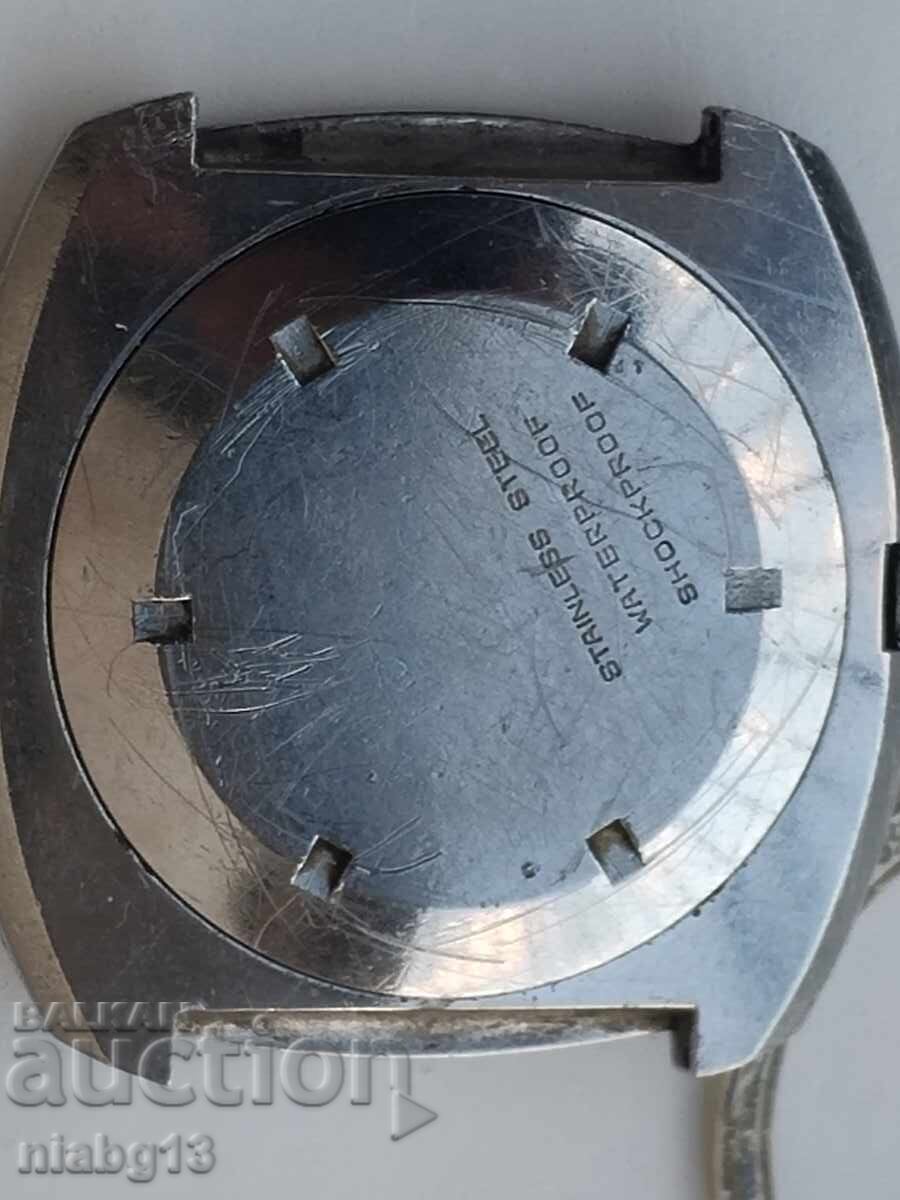 STAINLESS STEEL
WATERPROOF
SHOCKPROOF
BALKAN
auction
niabg13